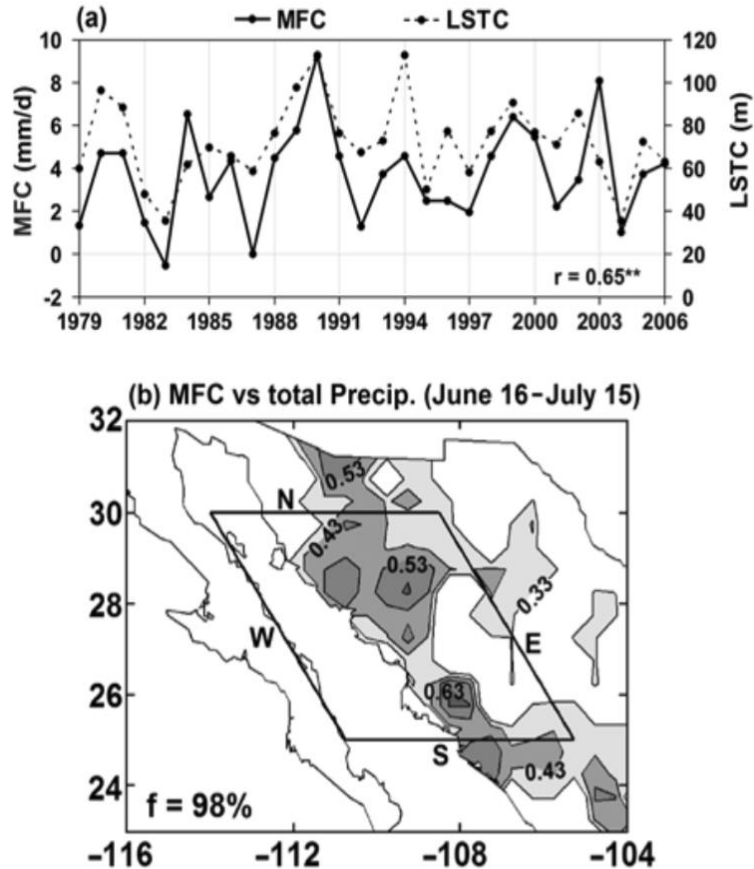 (a)
MFC LSTC
MFC (mm/d)
10
8
6
4
2
0
-2
LSTC (m)
120
100
80
60
40
20
0
r = 0.65**
1979 1982 1985 1988 1991 1994 1997 2000 2003 2006
(b) MFC vs total Precip. (June 16-July 15)
32
30
28
26
24
N
0.53
0.43
0.53
0.33
W
E
0.63
S
0.43
f = 98%
-116 -112 -108 -104